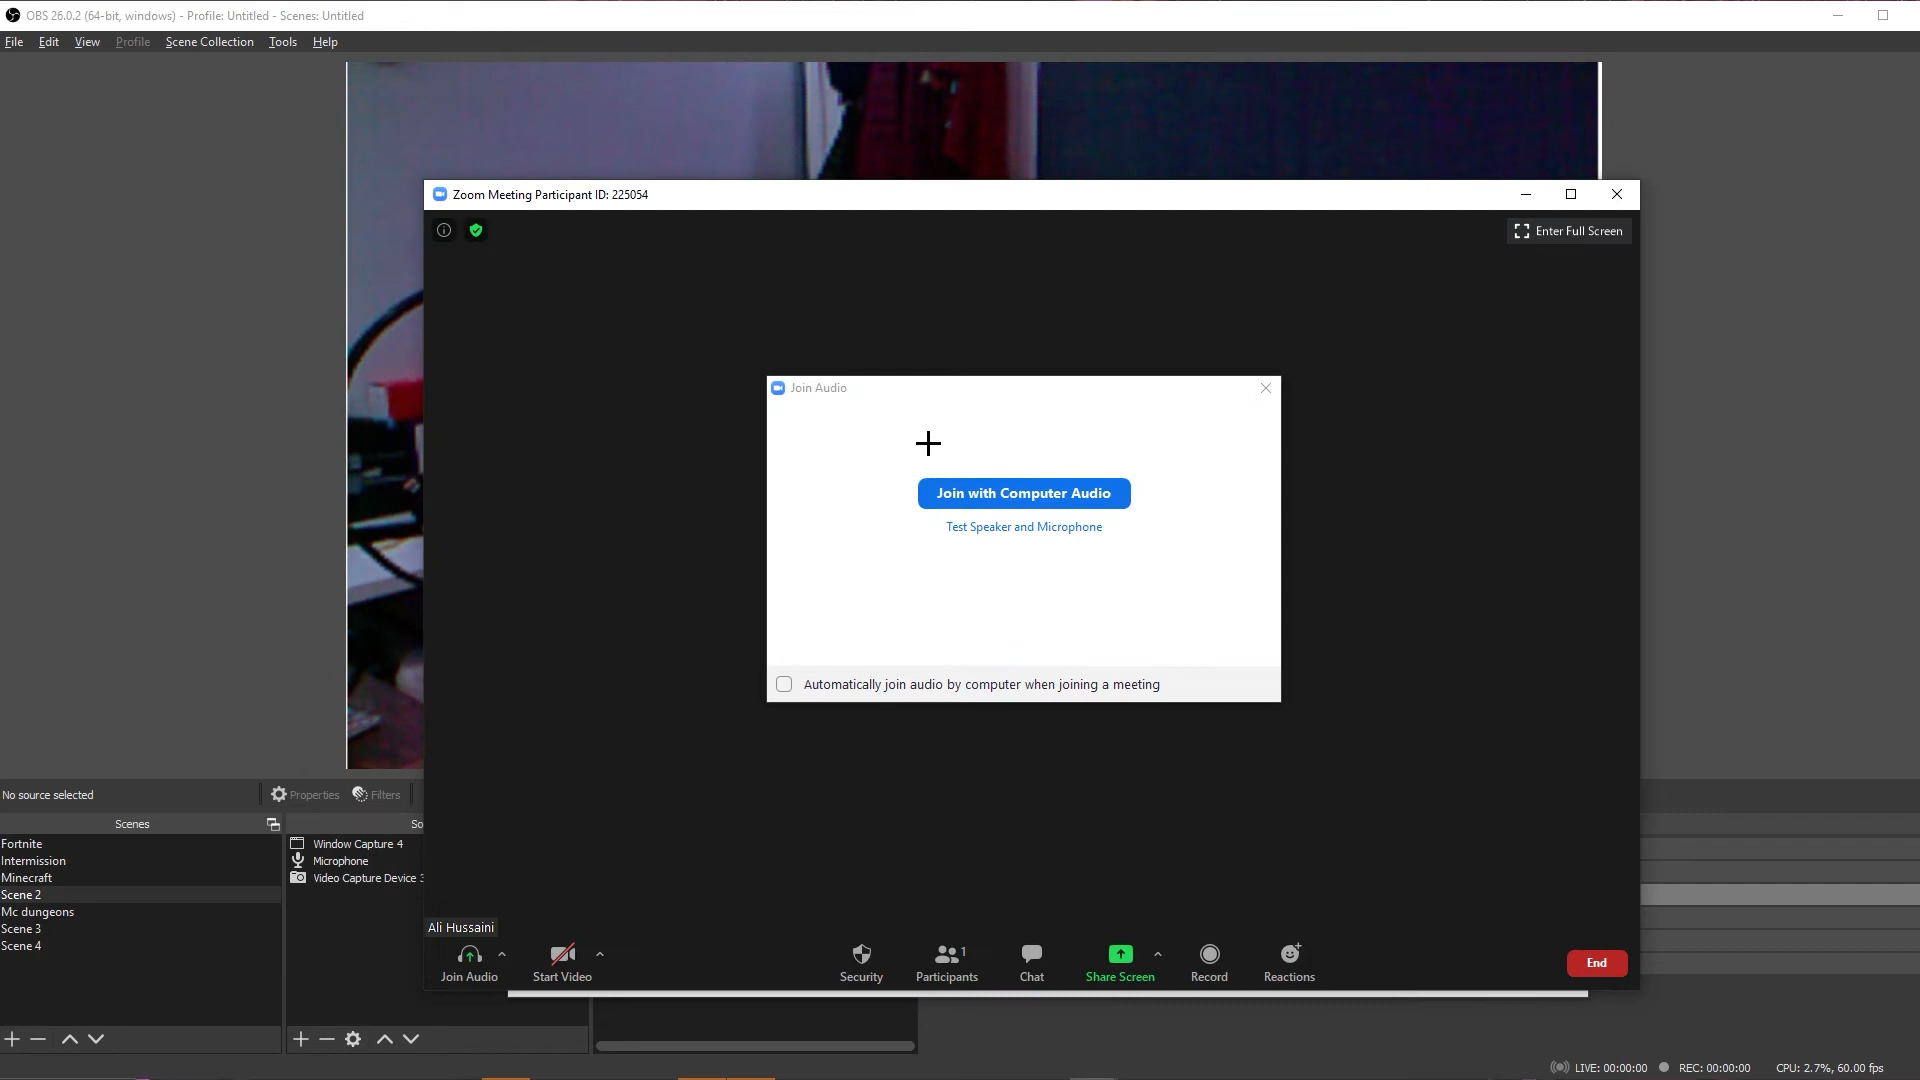 OBS 26.0.2 (64-bit, windows) - Profile: Untitled - Scenes: Untitled
File Edit View Profile Scene Collection Tools Help
Zoom Meeting Participant ID: 225054
Enter Full Screen
Join Audio
Join with Computer Audio
Test Speaker and Microphone
Automatically join audio by computer when joining a meeting
Ali Hussaini
Join Audio
Start Video
Security
Participants 1
Chat
Share Screen
Record
Reactions
End
No source selected
Properties
Filters
Scenes
So
Fortnite
Intermission
Minecraft
Scene 2
Mc dungeons
Scene 3
Scene 4
Window Capture 4
Microphone
Video Capture Device 3
LIVE: 00:00:00 REC: 00:00:00 CPU: 2.7%, 60.00 fps